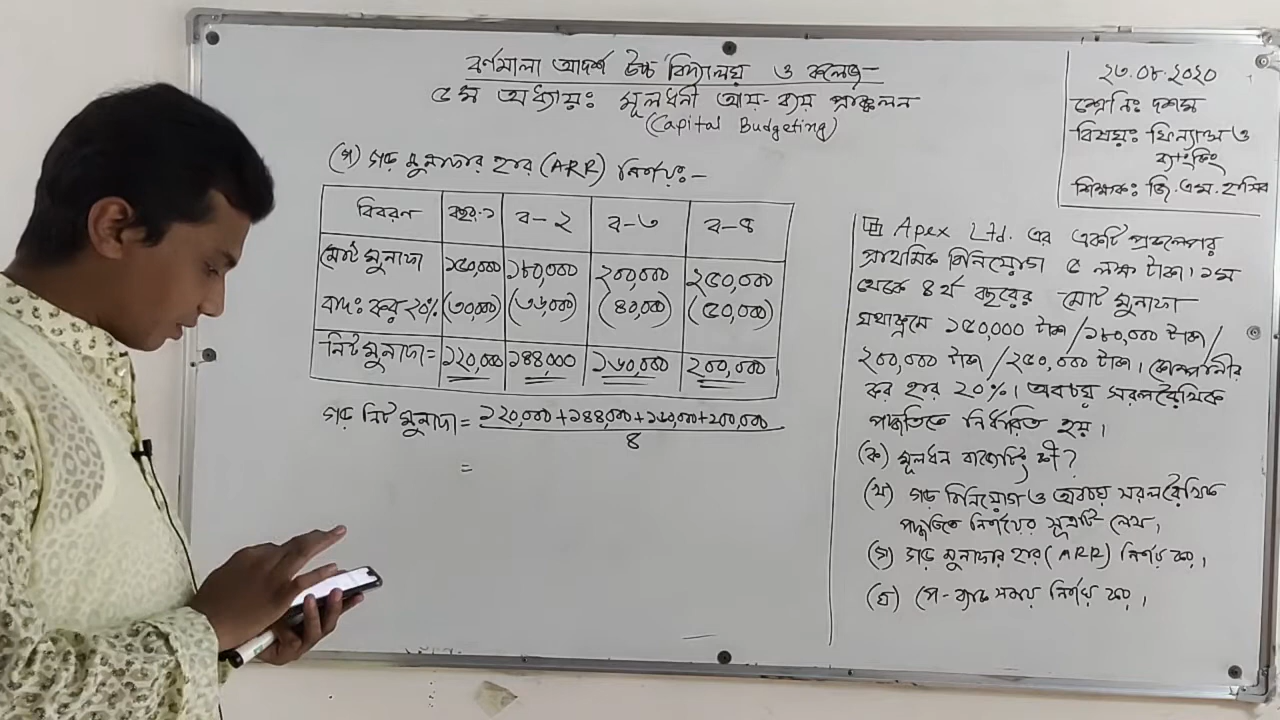 বর্ণমালা আদর্শ উচ্চ বিদ্যালয় ও কলেজ
৫ম অধ্যায়ঃ মূলধনী আয়-ব্যয় প্রাক্কলন
(Capital Budgeting)
২৩.০৮.২০২০
শ্রেনিঃ দশম
বিষয়ঃ ফিন্যান্স ও
ব্যাংকিং
শিক্ষকঃ জি.এম.হাসিব
(গ) গড় মুনাফার হার (ARR) নির্ণয়ঃ-
বিবরণ বছর-১ ব-২ ব-৩ ব-৪
মোট মুনাফা ১৫০,০০০ ১৮০,০০০ ২০০,০০০ ২৫০,০০০
বাদঃ কর ২০% (৩০,০০০) (৩৬,০০০) (৪০,০০০) (৫০,০০০)
নিট মুনাফা= ১২০,০০০ ১৪৪,০০০ ১৬০,০০০ ২০০,০০০
গড় নিট মুনাফা = ১২০,০০০+১৪৪,০০০+১৬০,০০০+২০০,০০০
৪
=
Apex Ltd. এর একটি প্রকল্পের
প্রাথমিক বিনিয়োগ ৫ লক্ষ টাকা। ১ম
থেকে ৪র্থ বছরের মোট মুনাফা
যথাক্রমে ১৫০,০০০ টাকা/১৮০,০০০ টাকা/
২০০,০০০ টাকা/২৫০,০০০ টাকা। কোম্পানীর
কর হার ২০%। অবচয় সরলরৈখিক
পদ্ধতিতে নির্ধারিত হয়।
(ক) মূলধন বাজেটিং কী?
(খ) গড় বিনিয়োগ ও অবচয় সরলরৈখিক
পদ্ধতিতে নির্ণয়ের সূত্রটি লেখ।
(গ) গড় মুনাফার হার (ARR) নির্ণয় কর।
(ঘ) পে-ব্যাক সময় নির্ণয় কর।